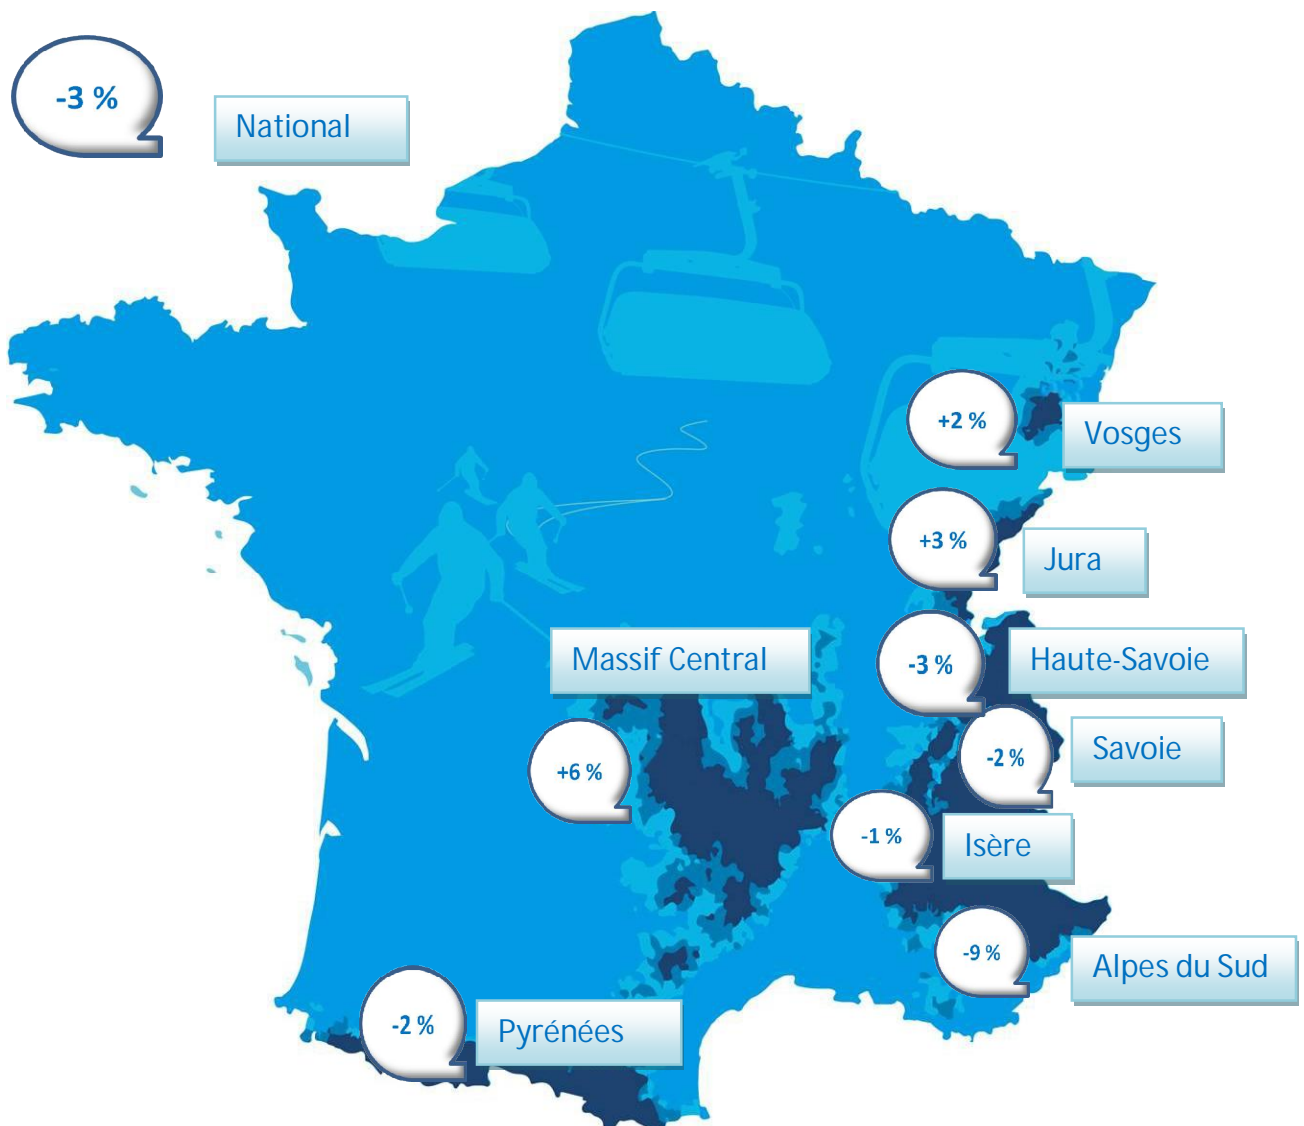 -3 %
National
+2 %
Vosges
+3 %
Jura
Massif Central
+6 %
-3 %
Haute-Savoie
-2 %
Savoie
-1 %
Isère
-9 %
Alpes du Sud
-2 %
Pyrénées